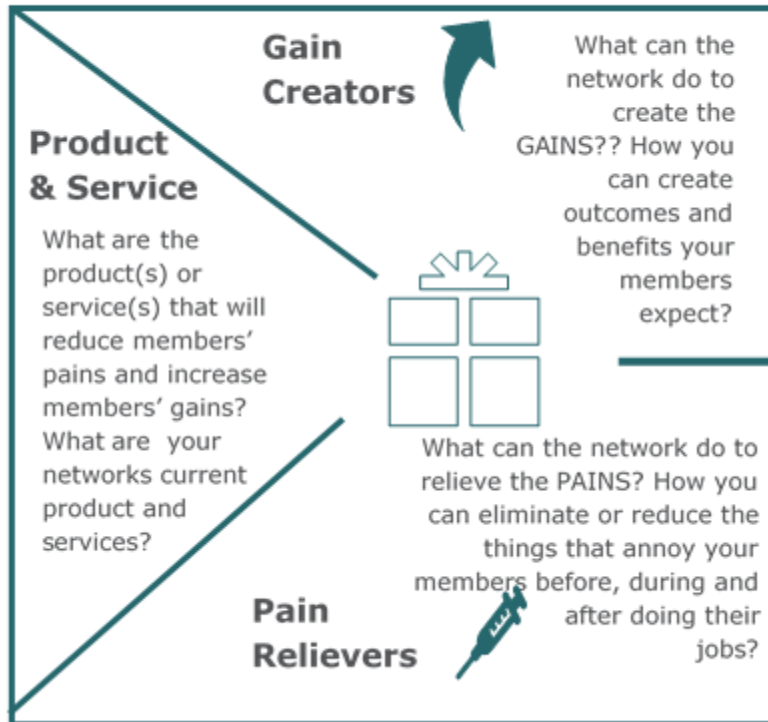 Gain
Creators
What can the
network do to
create the
GAINS?? How you
can create
outcomes and
benefits your
members
expect?
Product
& Service
What are the
product(s) or
service(s) that will
reduce members'
pains and increase
members' gains?
What are your
networks current
product and
services?
What can the network do to
relieve the PAINS? How you
can eliminate or reduce the
things that annoy your
members before, during and
after doing their
jobs?
Pain
Relievers